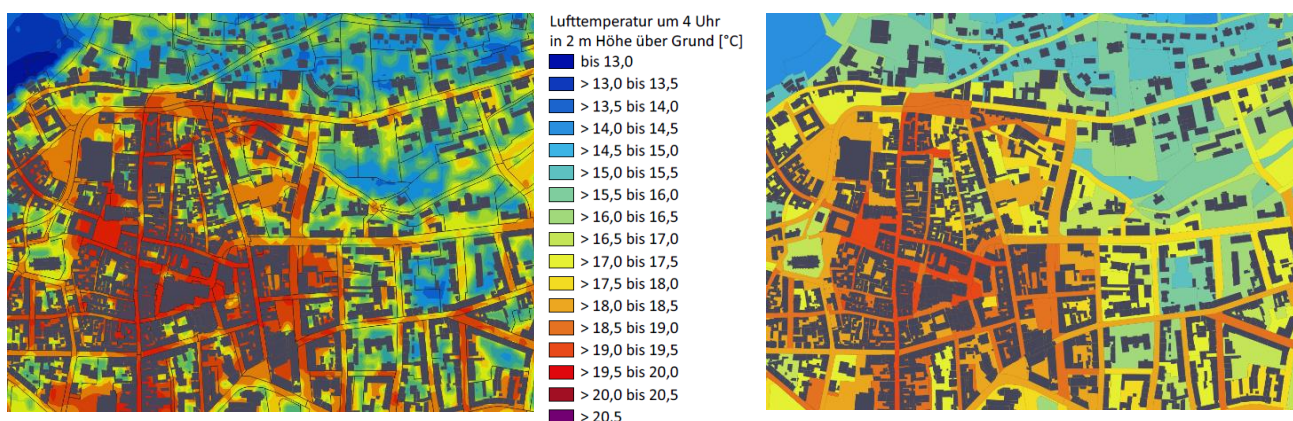 Lufttemperatur um 4 Uhr
in 2 m Höhe über Grund [°C]
bis 13,0
> 13,0 bis 13,5
> 13,5 bis 14,0
> 14,0 bis 14,5
> 14,5 bis 15,0
> 15,0 bis 15,5
> 15,5 bis 16,0
> 16,0 bis 16,5
> 16,5 bis 17,0
> 17,0 bis 17,5
> 17,5 bis 18,0
> 18,0 bis 18,5
> 18,5 bis 19,0
> 19,0 bis 19,5
> 19,5 bis 20,0
> 20,0 bis 20,5
> 20,5